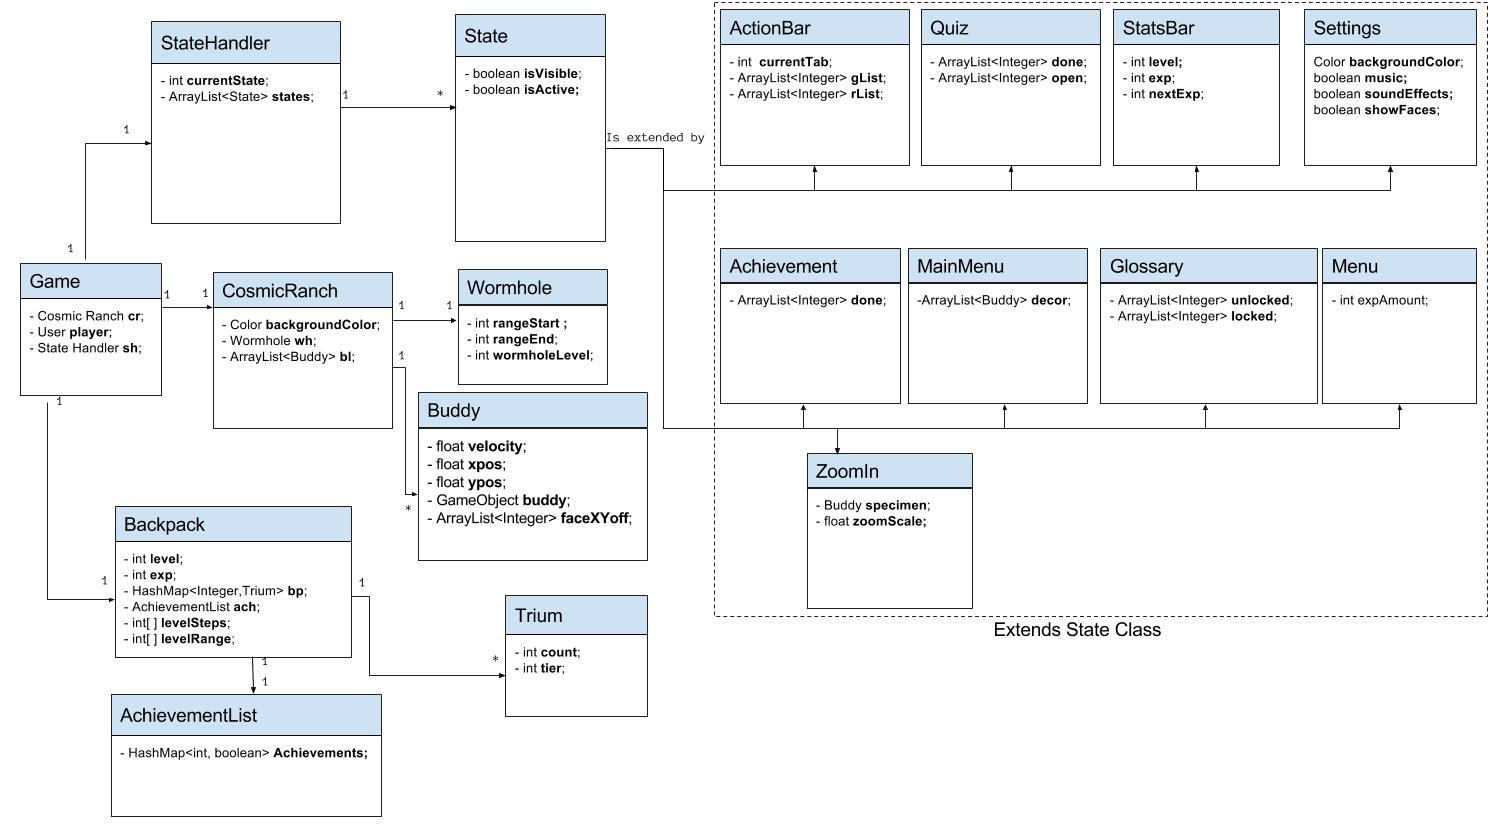 StateHandler
- int currentState;
- ArrayList<State> states;
State
- boolean isVisible;
- boolean isActive;
1
*
1
1
Is extended by
ActionBar
- int  currentTab;
- ArrayList<Integer> gList;
- ArrayList<Integer> rList;
Quiz
- ArrayList<Integer> done;
- ArrayList<Integer> open;
StatsBar
- int level;
- int exp;
- int nextExp;
Settings
Color backgroundColor;
boolean music;
boolean soundEffects;
boolean showFaces;
Game
- Cosmic Ranch cr;
- User player;
- State Handler sh;
1
1
1
CosmicRanch
- Color backgroundColor;
- Wormhole wh;
- ArrayList<Buddy> bl;
1
1
1
*
Wormhole
- int rangeStart ;
- int rangeEnd;
- int wormholeLevel;
Buddy
- float velocity;
- float xpos;
- float ypos;
- GameObject buddy;
- ArrayList<Integer> faceXYoff;
Achievement
- ArrayList<Integer> done;
MainMenu
-ArrayList<Buddy> decor;
Glossary
- ArrayList<Integer> unlocked;
- ArrayList<Integer> locked;
Menu
- int expAmount;
ZoomIn
- Buddy specimen;
- float zoomScale;
Extends State Class
1
Backpack
- int level;
- int exp;
- HashMap<Integer,Trium> bp;
- AchievementList ach;
- int[ ] levelSteps;
- int[ ] levelRange;
1
*
Trium
- int count;
- int tier;
1
1
AchievementList
- HashMap<int, boolean> Achievements;